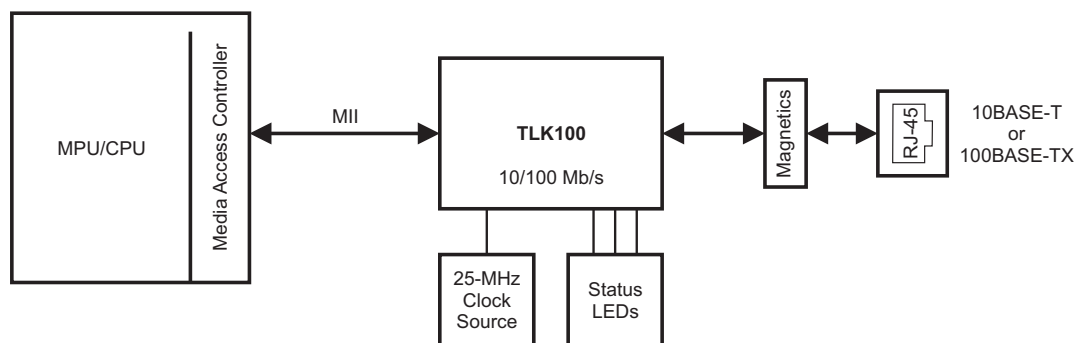 MPU/CPU
Media Access Controller
MII
TLK100
10/100 Mb/s
25-MHz
Clock
Source
Status
LEDs
Magnetics
RJ-45
10BASE-T
or
100BASE-TX